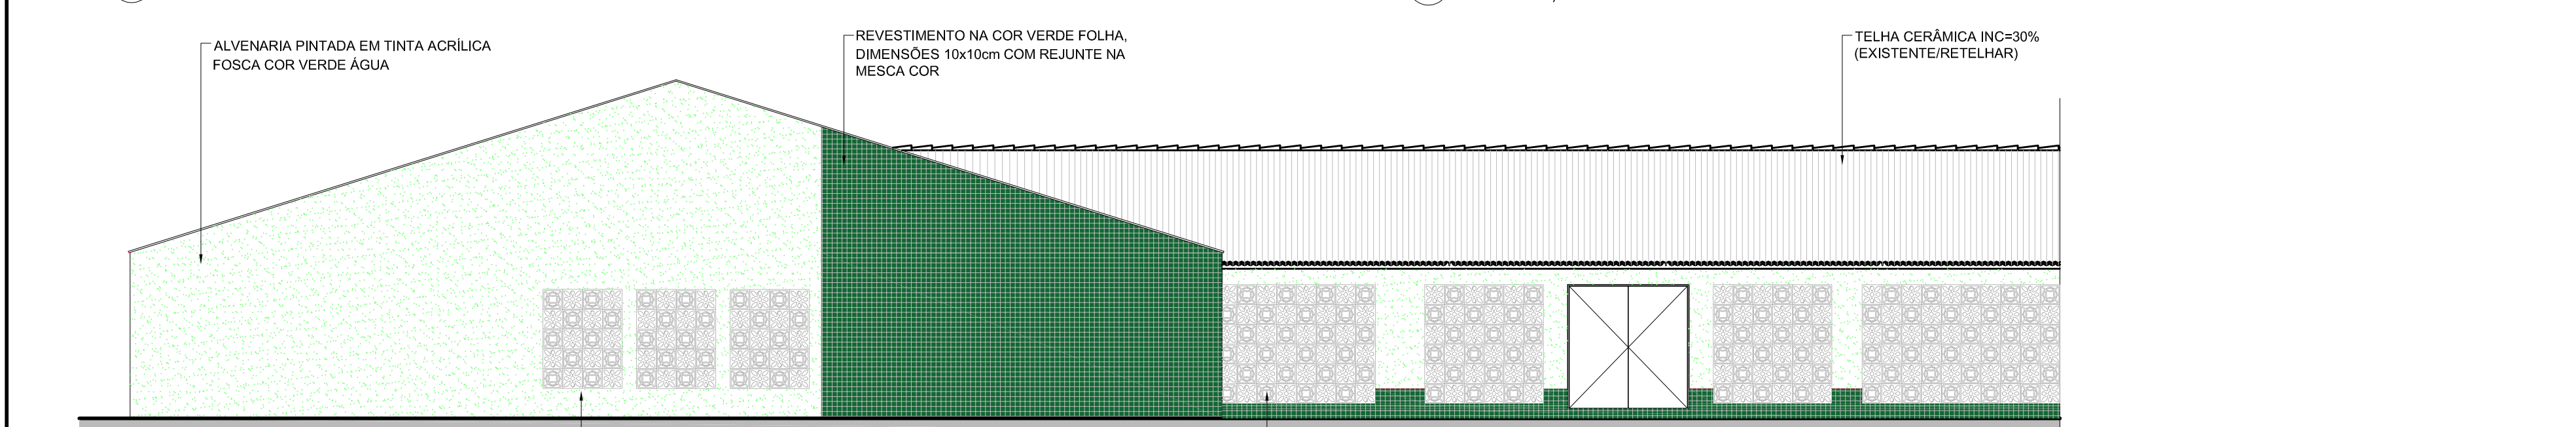 ALVENARIA PINTADA EM TINTA ACRÍLICA
FOSCA COR VERDE ÁGUA
REVESTIMENTO NA COR VERDE FOLHA,
DIMENSÕES 10x10cm COM REJUNTE NA
MESCA COR
TELHA CERÂMICA INC=30%
(EXISTENTE/RETELHAR)